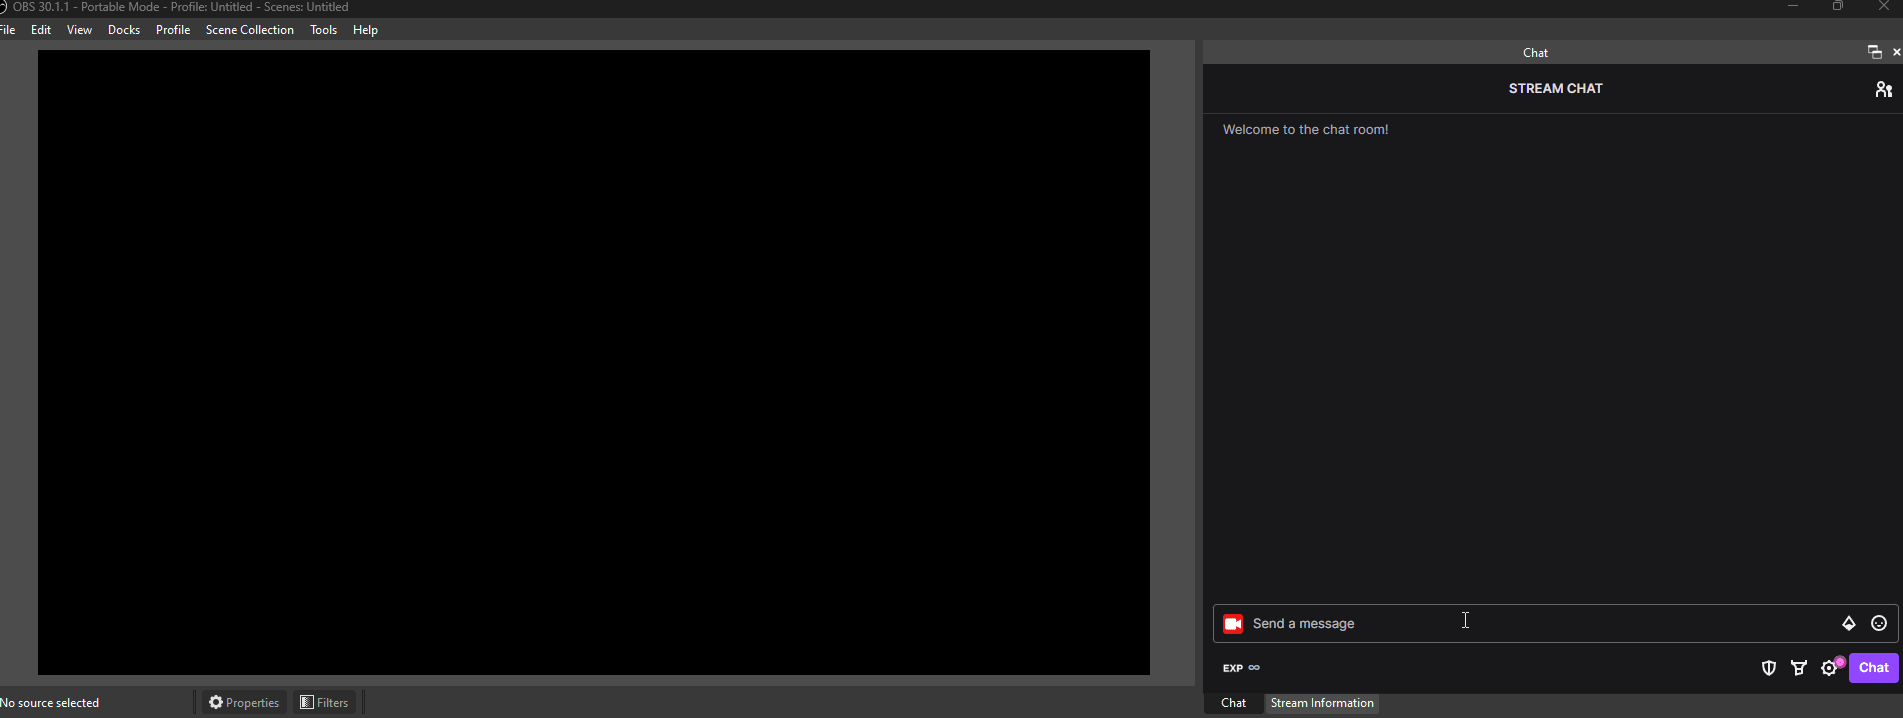 OBS 30.1.1 - Portable Mode - Profile: Untitled - Scenes: Untitled
File Edit View Docks Profile Scene Collection Tools Help
Chat
STREAM CHAT
Welcome to the chat room!
Send a message
EXP ∞
Chat
No source selected
Properties
Filters
Chat
Stream Information